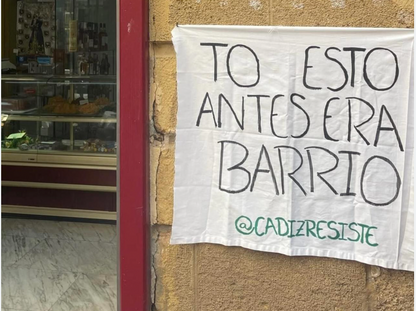 TO ESTO
ANTES ERA
BARRIO
@CADIZRESISTE